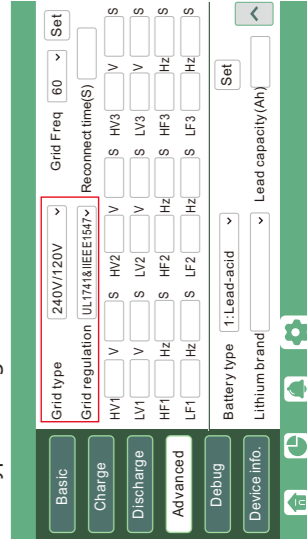 Basic
Charge
Discharge
Advanced
Debug
Device info.
Grid type 240V/120V Grid Freq 60 Set
Grid regulation UL1741&IIEEE1547 Reconnect time(S)
HV1 V S HV2 V S HV3 V S
LV1 V S LV2 V S LV3 V S
HF1 Hz S HF2 Hz S HF3 Hz S
LF1 Hz S LF2 Hz S LF3 Hz S
Battery type 1:Lead-acid Set
Lithium brand Lead capacity(Ah)